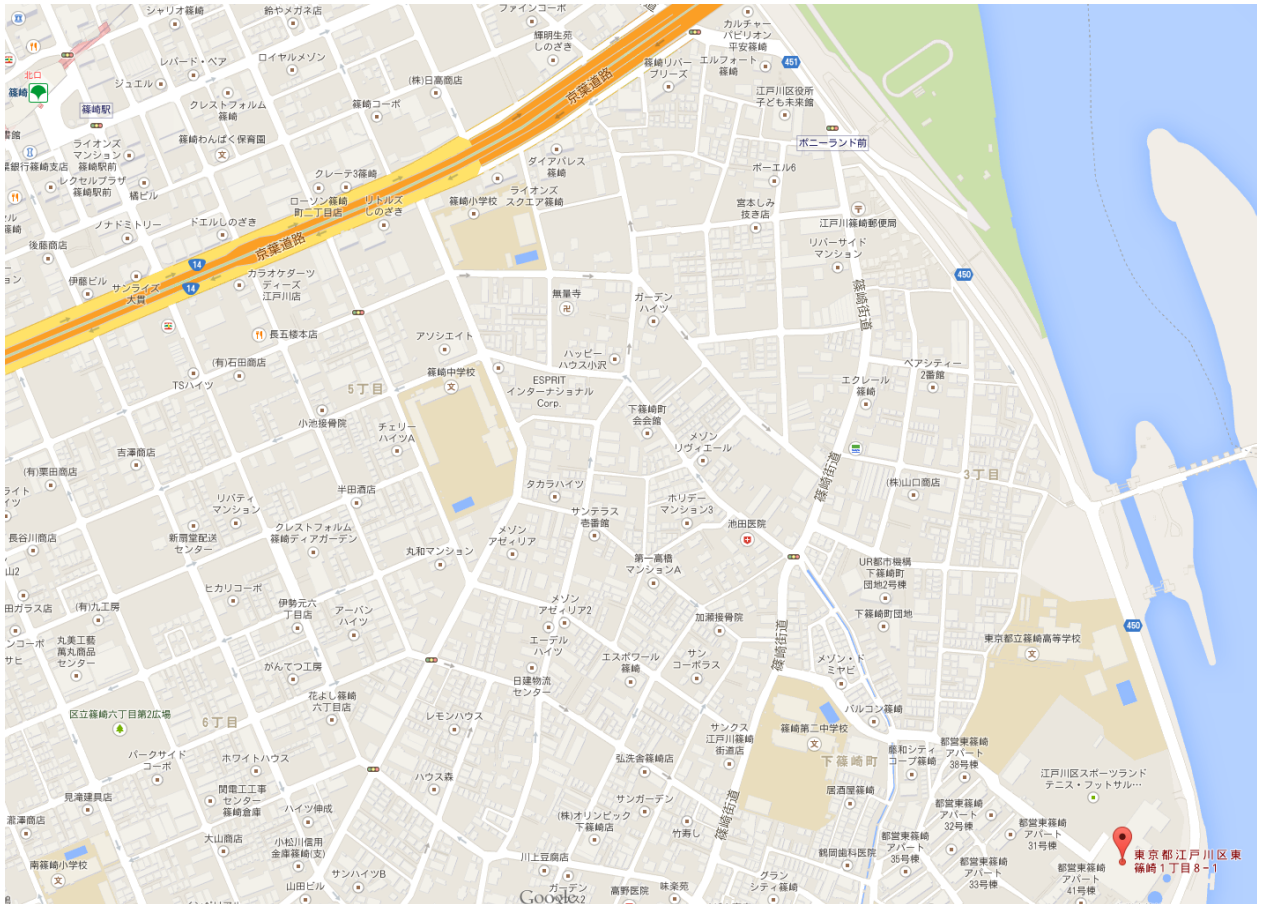 シャリオ篠崎
鈴やメガネ店
ファインコーポ
輝明生苑
しのざき
カルチャー
パビリオン
平安篠崎
ロイヤルメゾン
レパード・ベア
篠崎リバー
ブリーズ
エルフォート
篠崎
451
北口
篠崎
ジュエル
(株)日高商店
京葉道路
江戸川区役所
子ども未来館
篠崎駅
クレストフォルム
篠崎
篠崎コーポ
ポニーランド前
ライオンズ
マンション
篠崎駅前
篠崎わんぱく保育園
葉銀行篠崎支店
レクセルプラザ
篠崎駅前
橘ビル
クレーテ3篠崎
ダイアパレス
篠崎
ポーエル6
ローソン篠崎
町二丁目店
リトルズ
しのざき
篠崎小学校
ライオンズ
スクエア篠崎
宮本しみ
抜き店
江戸川篠崎郵便局
ノナドミトリー
ドエルしのざき
後藤商店
京葉道路
リバーサイド
マンション
14
450
伊藤ビル
サンライズ
大貫
14
カラオケダーツ
ティーズ
江戸川店
無量寺
ガーデン
ハイツ
篠崎街道
長五楼本店
アソシエイト
(有)石田商店
ハッピー
ハウス小沢
ベアシティー
2番館
TSハイツ
5丁目
篠崎中学校
ESPRIT
インターナショナル
Corp.
エクレール
篠崎
小池接骨院
チェリー
ハイツA
下篠崎町
会会館
メゾン
リヴィエール
吉澤商店
(有)栗田商店
篠崎街道
3丁目
(株)山口商店
リバティ
マンション
半田酒店
タカラハイツ
ホリデー
マンション3
サンテラス
壱番館
池田医院
長谷川商店
新扇堂配送
センター
クレストフォルム
篠崎ディアガーデン
メゾン
アゼィリア
丸和マンション
第一高橋
マンションA
UR都市機構
下篠崎町
団地2号棟
ヒカリコーポ
田ガラス店
(有)九工房
伊勢元六
丁目店
アーバン
ハイツ
メゾン
アゼィリア2
加瀬接骨院
下篠崎町団地
450
丸美工藝
萬丸商品
センター
エーデル
ハイツ
篠崎街道
東京都立篠崎高等学校
がんてつ工房
エスポワール
篠崎
サン
コーポラス
メゾン・ド
ミヤビ
日建物流
センター
花よし篠崎
六丁目店
区立篠崎六丁目第2広場
6丁目
レモンハウス
サンクス
江戸川篠崎
街道店
篠崎第二中学校
パルコン篠崎
パークサイド
コーポ
ホワイトハウス
弘洗舎篠崎店
下篠崎町
藤和シティ
コープ篠崎
都営東篠崎
アパート
38号棟
ハウス森
江戸川区スポーツランド
テニス・フットサル…
見滝建具店
関電工工事
センター
篠崎倉庫
ハイツ伸成
サンガーデン
居酒屋篠崎
篠崎街道
都営東篠崎
アパート
32号棟
瀧澤商店
大山商店
(株)オリンピック
下篠崎店
竹寿し
都営東篠崎
アパート
35号棟
都営東篠崎
アパート
31号棟
小松川信用
金庫篠崎(支)
川上豆腐店
鶴岡歯科医院
東京都江戸川区東
篠崎1丁目8-1
南篠崎小学校
サンハイツB
都営東篠崎
アパート
33号棟
都営東篠崎
アパート
41号棟
山田ビル
Google
高野医院
味楽苑
グラン
シティ篠崎